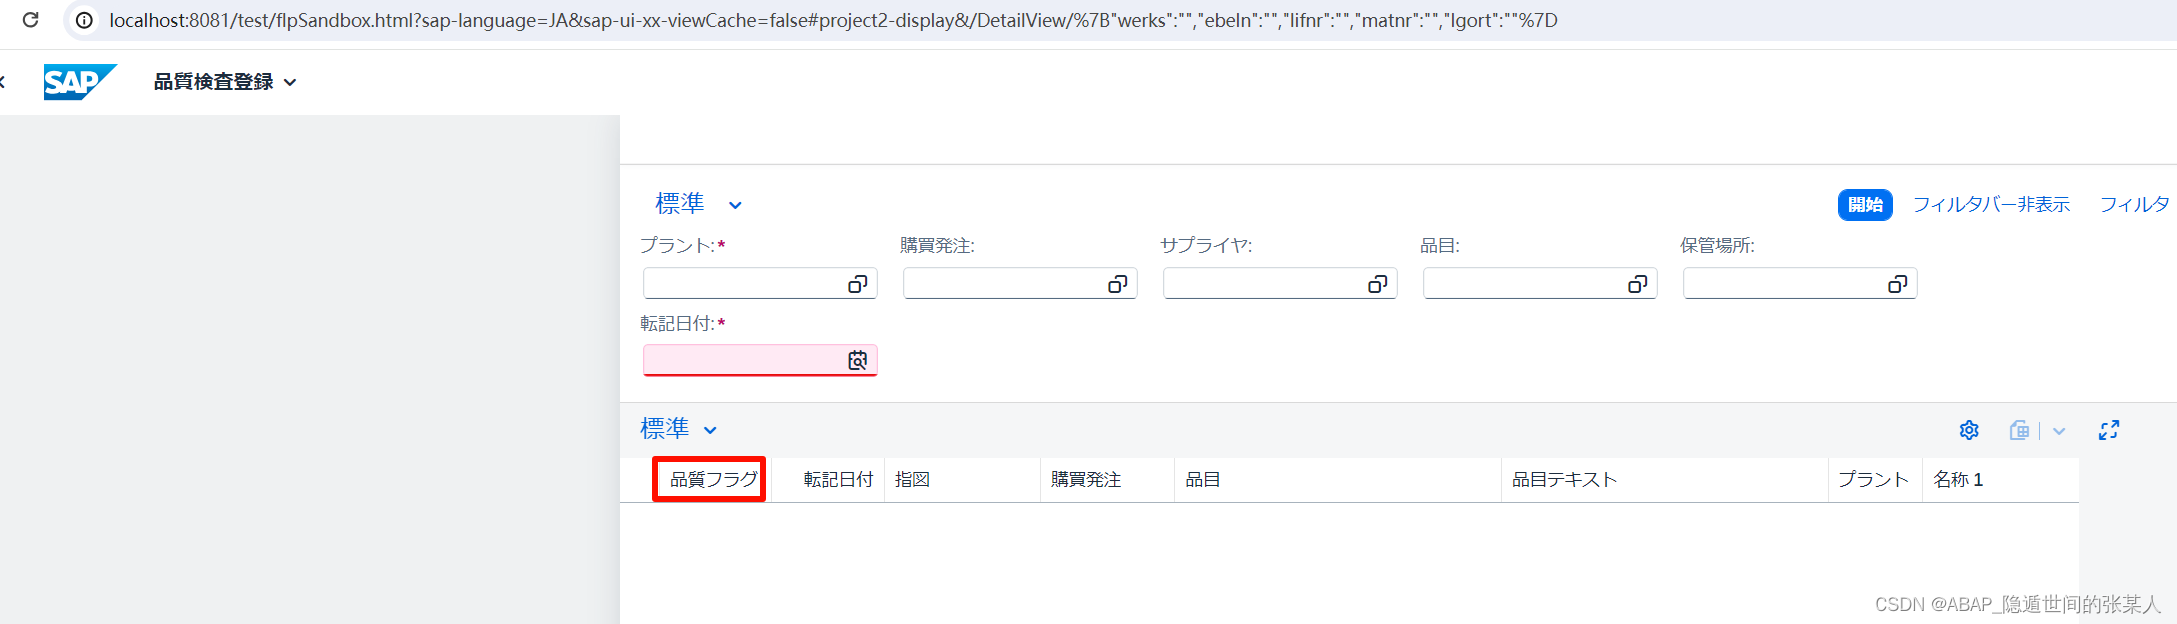 localhost:8081/test/flpSandbox.html?sap-language=JA&sap-ui-xx-viewCache=false#project2-display&/DetailView/%7B"werks":"","ebeln":"","lifnr":"","matnr":"","lgort":""%7D
SAP 品質検査登録
標準 開始 フィルタバー非表示 フィルタ
プラント:* 購買発注: サプライヤ: 品目: 保管場所:
転記日付:*
標準
品質フラグ 転記日付 指図 購買発注 品目 品目テキスト プラント 名称 1
CSDN @ABAP_隐遁世间的张某人